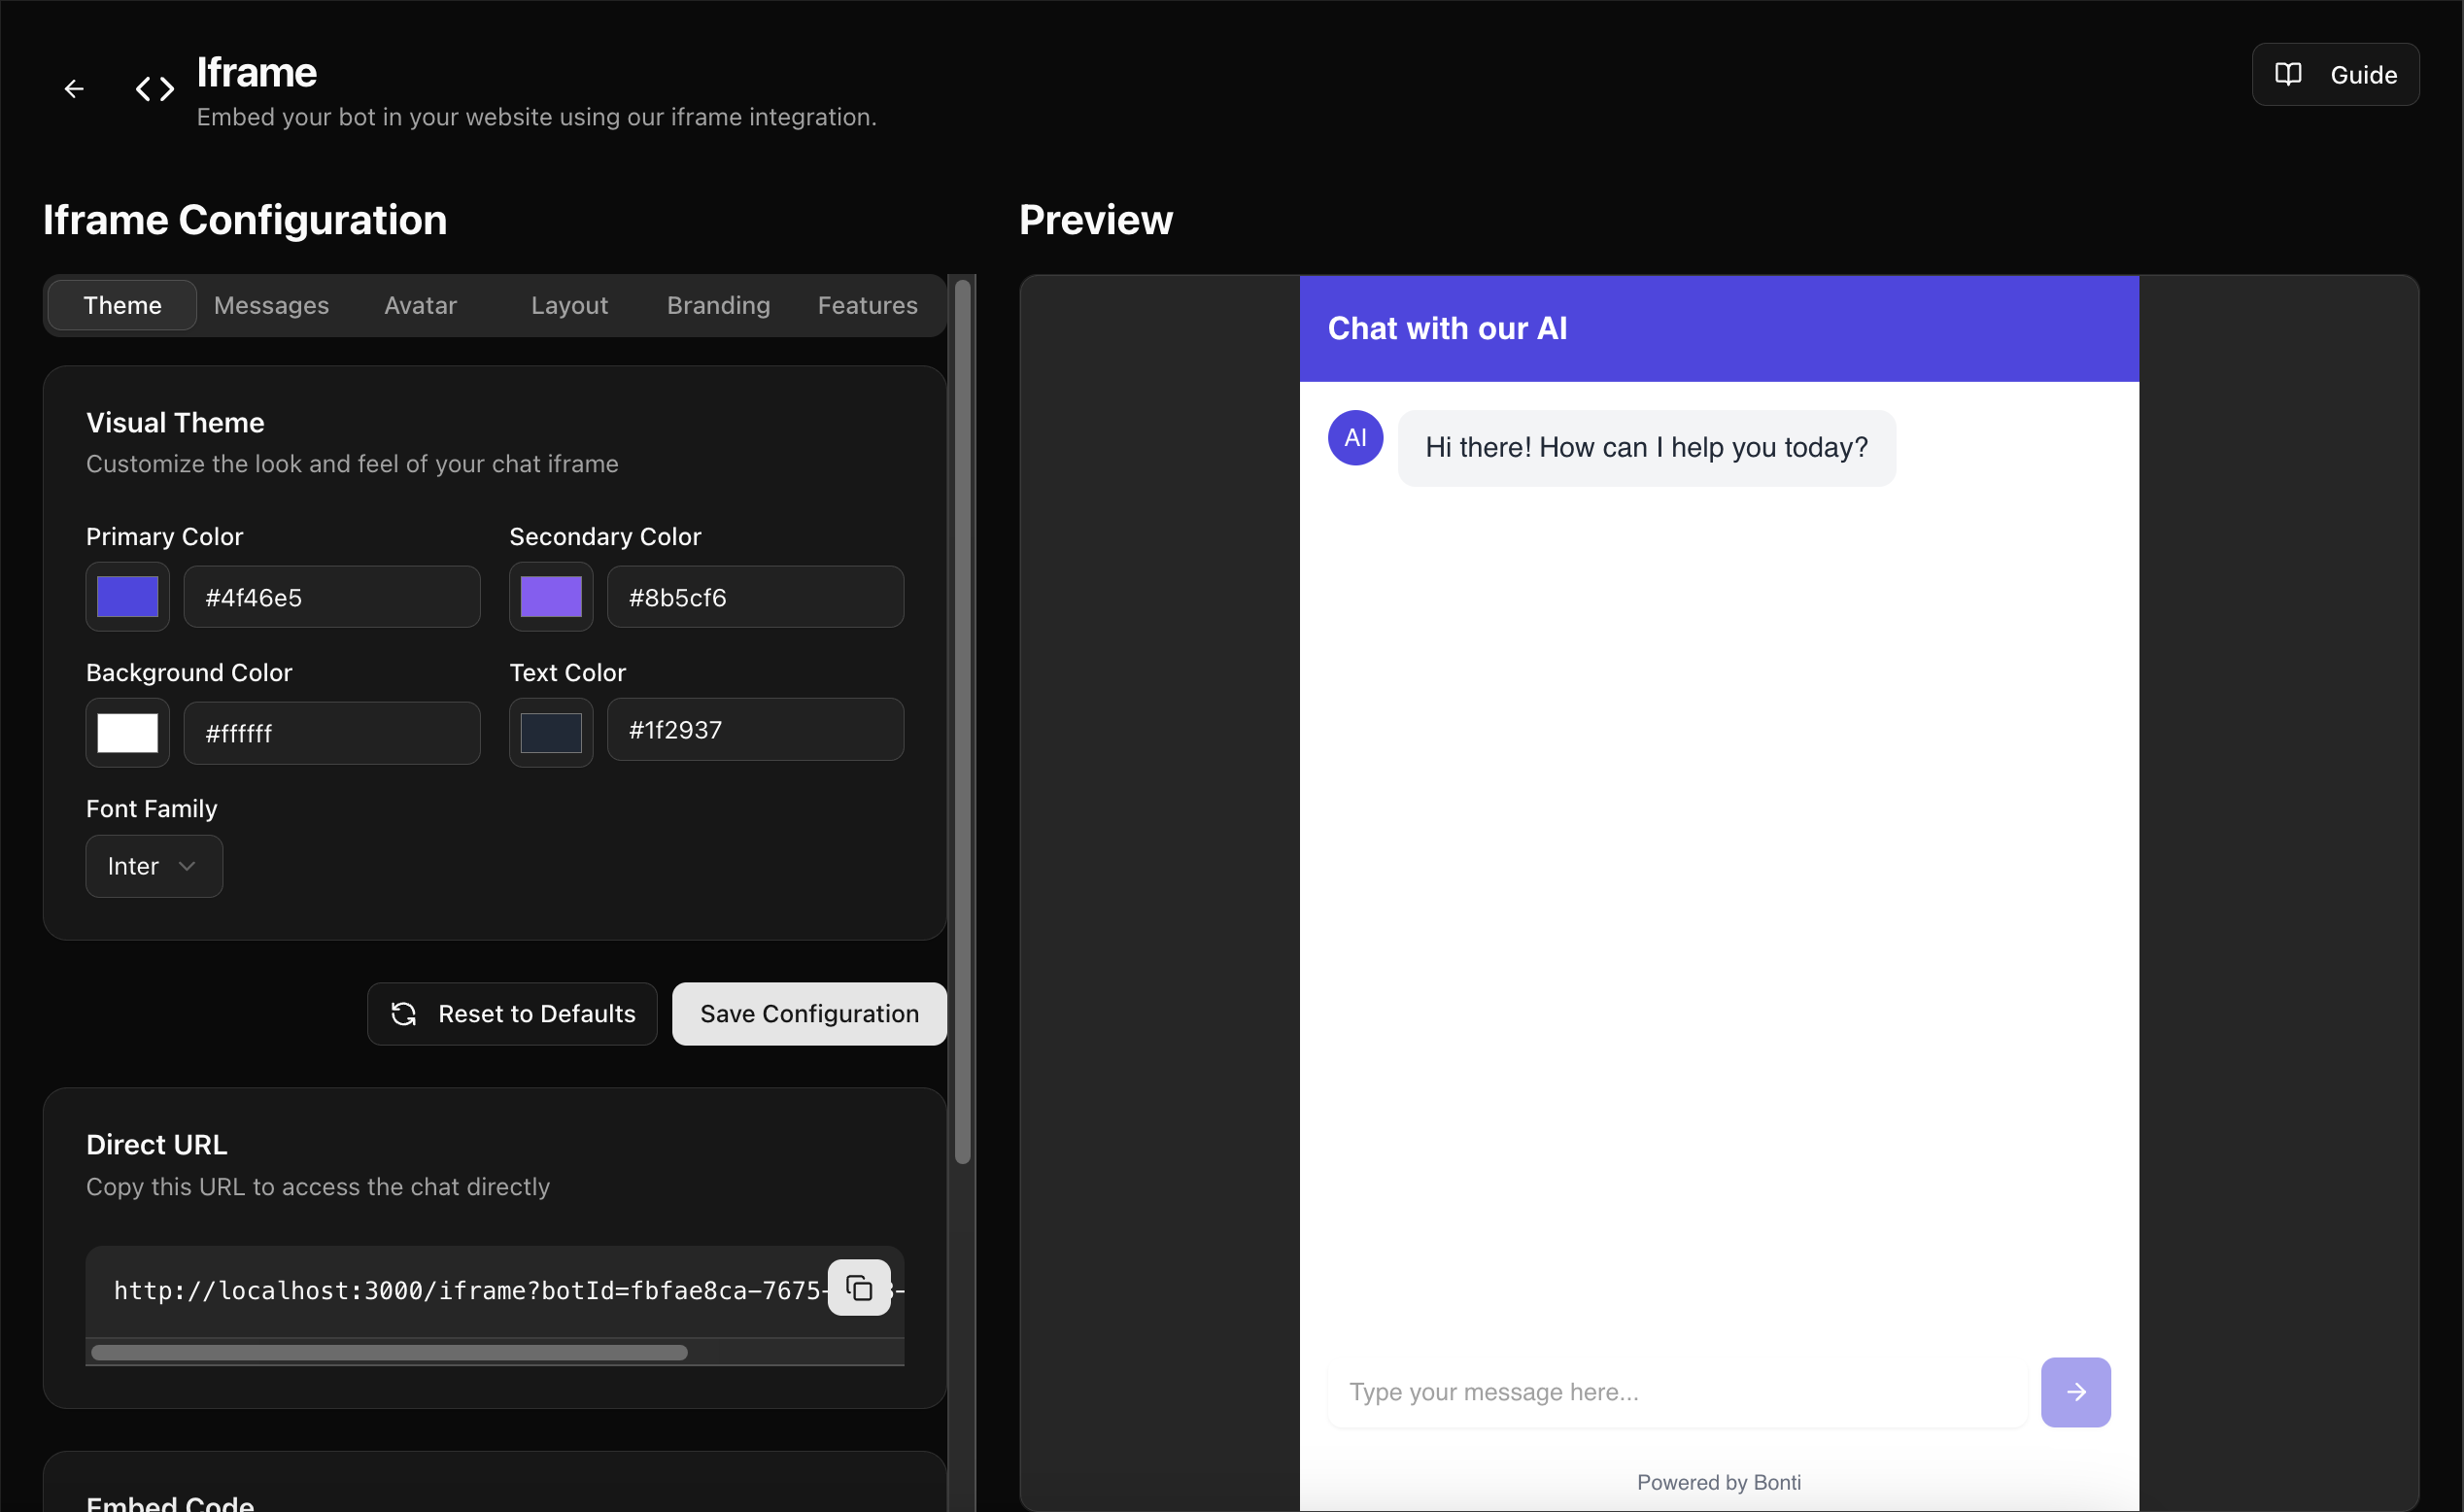 Iframe
Embed your bot in your website using our iframe integration.
Guide
Iframe Configuration
Theme Messages Avatar Layout Branding Features
Visual Theme
Customize the look and feel of your chat iframe
Primary Color Secondary Color
#4f46e5 #8b5cf6
Background Color Text Color
#ffffff #1f2937
Font Family
Inter
Reset to Defaults Save Configuration
Direct URL
Copy this URL to access the chat directly
http://localhost:3000/iframe?botId=fbfae8ca-7675-
Embed Code
Preview
Chat with our AI
AI Hi there! How can I help you today?
Type your message here...
Powered by Bonti